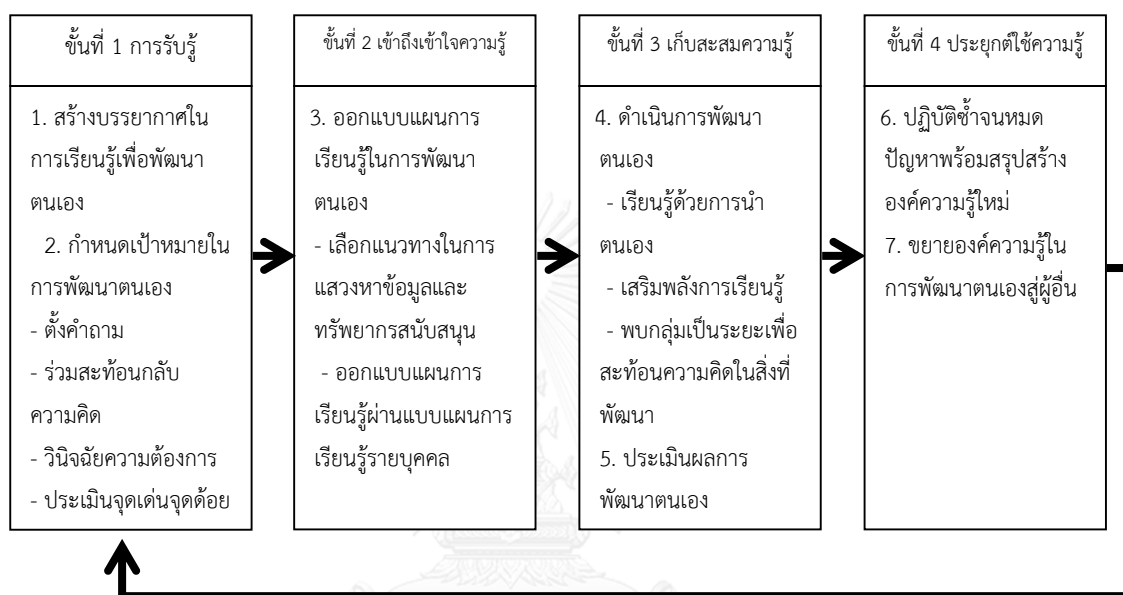 ขั้นที่ 1 การรับรู้
1. สร้างบรรยากาศใน
การเรียนรู้เพื่อพัฒนา
ตนเอง
2. กำหนดเป้าหมายใน
การพัฒนาตนเอง
- ตั้งคำถาม
- ร่วมสะท้อนกลับ
ความคิด
- วินิจฉัยความต้องการ
- ประเมินจุดเด่นจุดด้อย
ขั้นที่ 2 เข้าถึงเข้าใจความรู้
3. ออกแบบแผนการ
เรียนรู้ในการพัฒนา
ตนเอง
- เลือกแนวทางในการ
แสวงหาข้อมูลและ
ทรัพยากรสนับสนุน
- ออกแบบแผนการ
เรียนรู้ผ่านแบบแผนการ
เรียนรู้รายบุคคล
ขั้นที่ 3 เก็บสะสมความรู้
4. ดำเนินการพัฒนา
ตนเอง
- เรียนรู้ด้วยการนำ
ตนเอง
- เสริมพลังการเรียนรู้
- พบกลุ่มเป็นระยะเพื่อ
สะท้อนความคิดในสิ่งที่
พัฒนา
5. ประเมินผลการ
พัฒนาตนเอง
ขั้นที่ 4 ประยุกต์ใช้ความรู้
6. ปฏิบัติซ้ำจนหมด
ปัญหาพร้อมสรุปสร้าง
องค์ความรู้ใหม่
7. ขยายองค์ความรู้ใน
การพัฒนาตนเองสู่ผู้อื่น